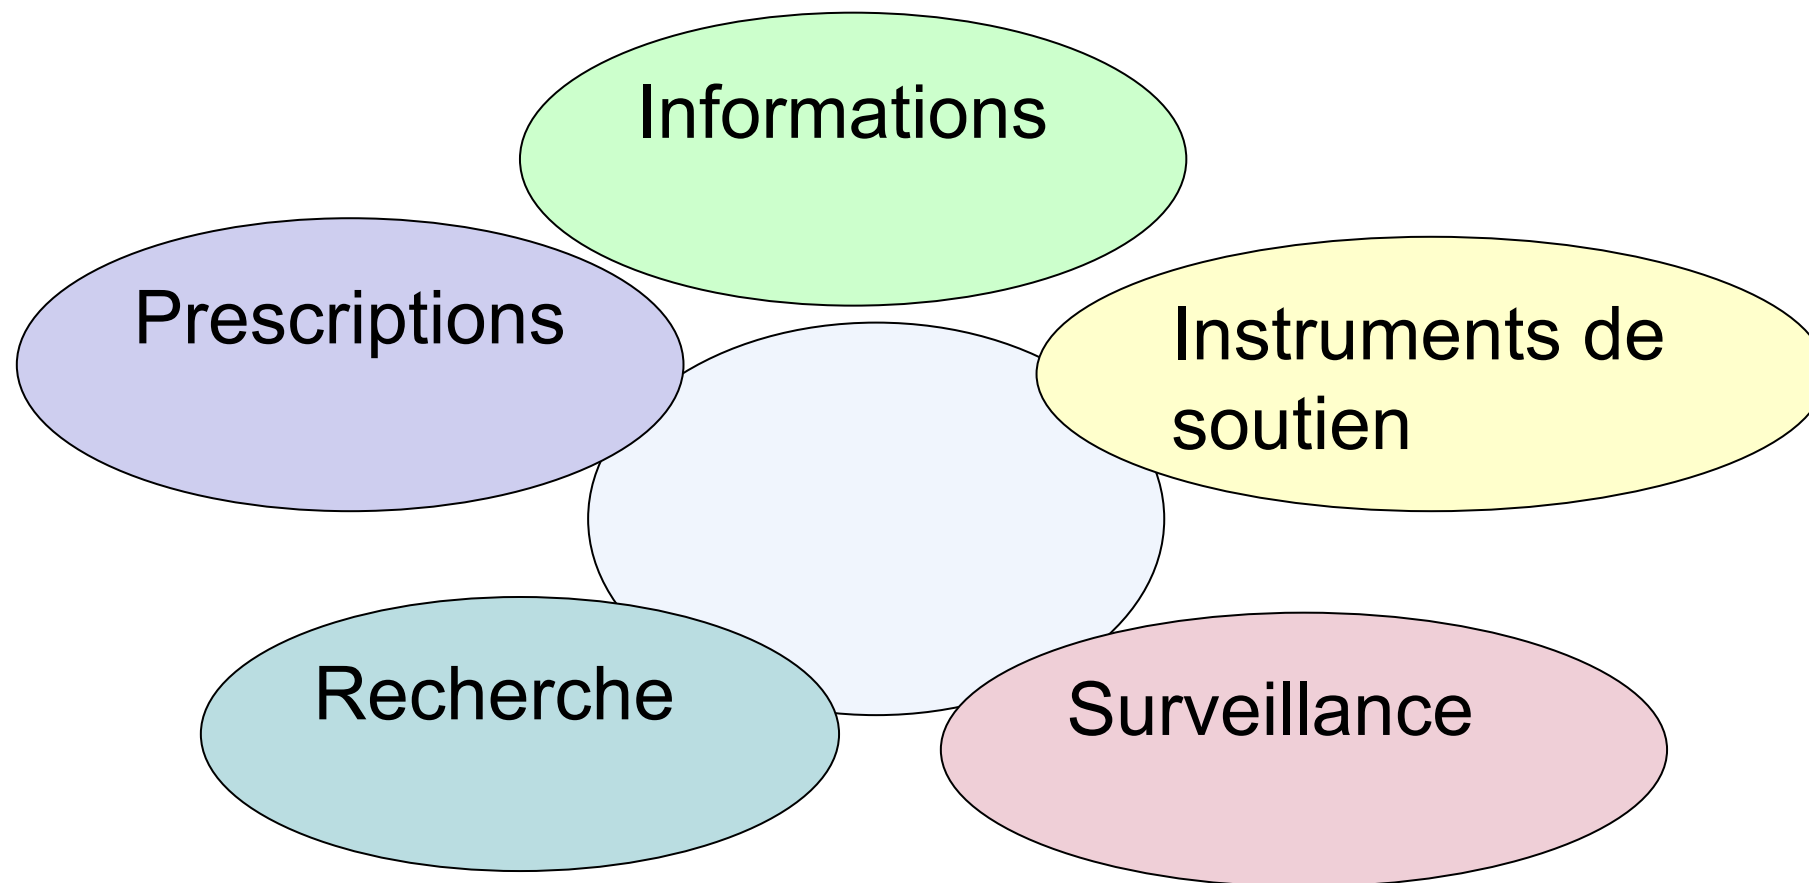 Informations
Prescriptions
Instruments de
soutien
Recherche
Surveillance